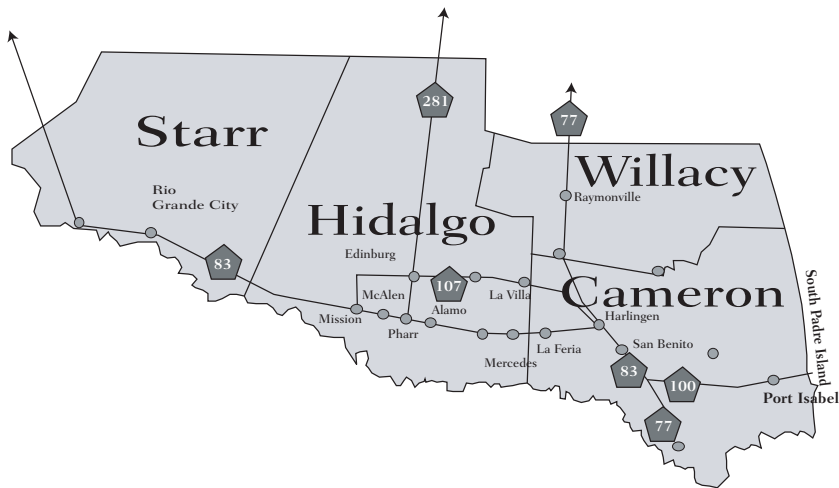 281
77
Starr
Willacy
Rio
Grande City
Raymonville
Hidalgo
Edinburg
83
107
McAlen
La Villa
Cameron
Alamo
Mission
Pharr
Harlingen
South Padre Island
San Benito
La Feria
Mercedes
83
100
Port Isabel
77